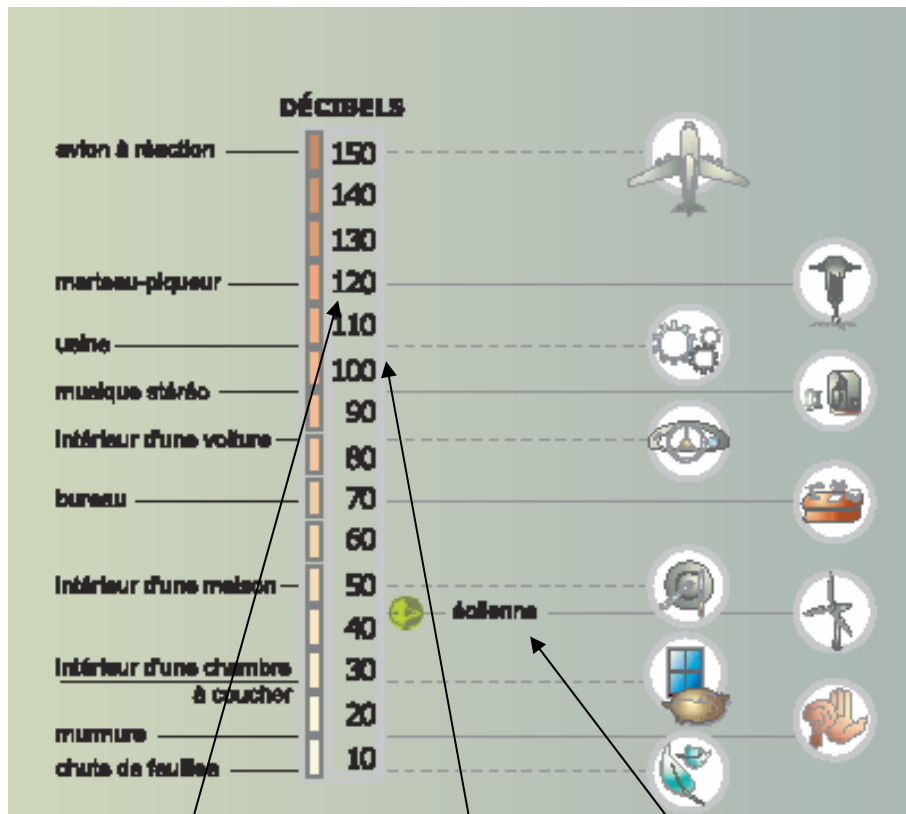 DÉCIBELS
avion à réaction
150
140
130
marteau-piqueur
120
110
usine
100
musique stéréo
90
intérieur d'une voiture
80
bureau
70
60
intérieur d'une maison
50
éolienne
40
intérieur d'une chambre
à coucher
30
20
murmure
10
chute de feuilles